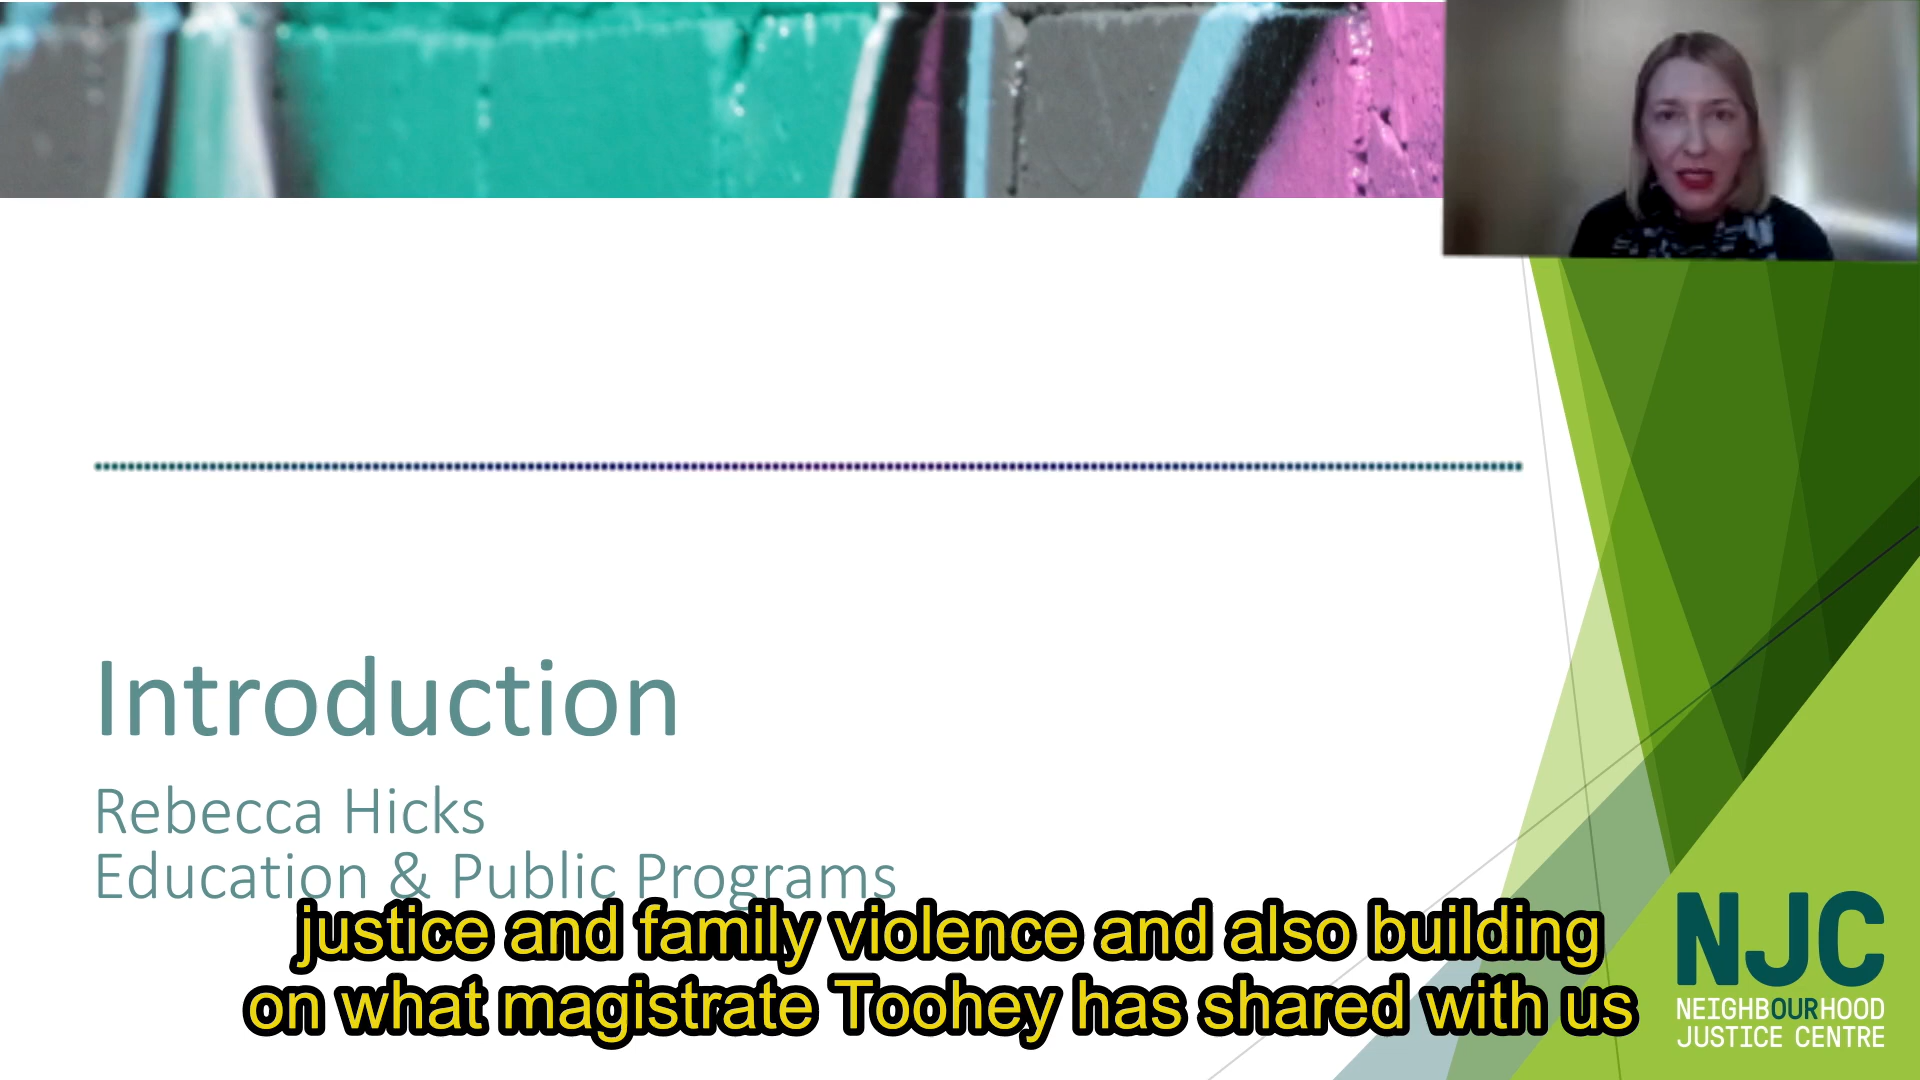 Introduction
Rebecca Hicks
Education & Public Programs
justice and family violence and also building
on what magistrate Toohey has shared with us
NJC
NEIGHBOURHOOD
JUSTICE CENTRE